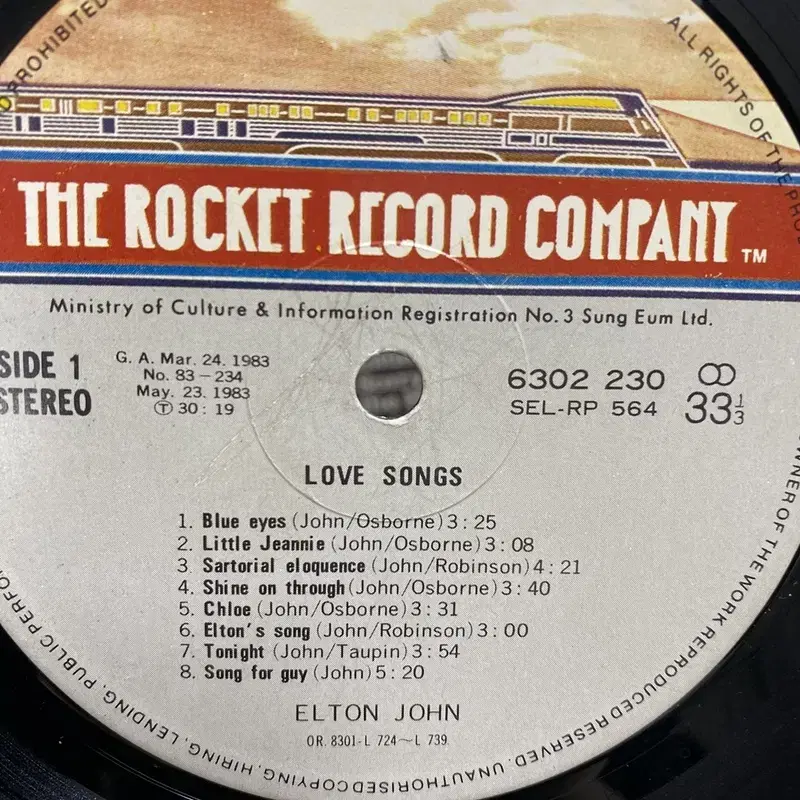 THE ROCKET RECORD COMPANY TM
Ministry of Culture & Information Registration No. 3 Sung Eum Ltd.
SIDE 1
STEREO
G. A. Mar. 24. 1983
No. 83-234
May. 23. 1983
Ⓣ 30 : 19
6302 230
SEL-RP 564
33 1/3
LOVE SONGS
1. Blue eyes (John/Osborne) 3 : 25
2. Little Jeannie (John/Osborne) 3 : 08
3. Sartorial eloquence (John/Robinson) 4 : 21
4. Shine on through (John/Osborne) 3 : 40
5. Chloe (John/Osborne) 3 : 31
6. Elton's song (John/Robinson) 3 : 00
7. Tonight (John/Taupin) 3 : 54
8. Song for guy (John) 5 : 20
ELTON JOHN
OR. 8301-L 724~L 739
ALL RIGHTS OF THE
OWNER OF THE WORK REPRODUCED RESERVED. UNAUTHORISED COPYING, HIRING, LENDING, PUBLIC
PROHIBITED